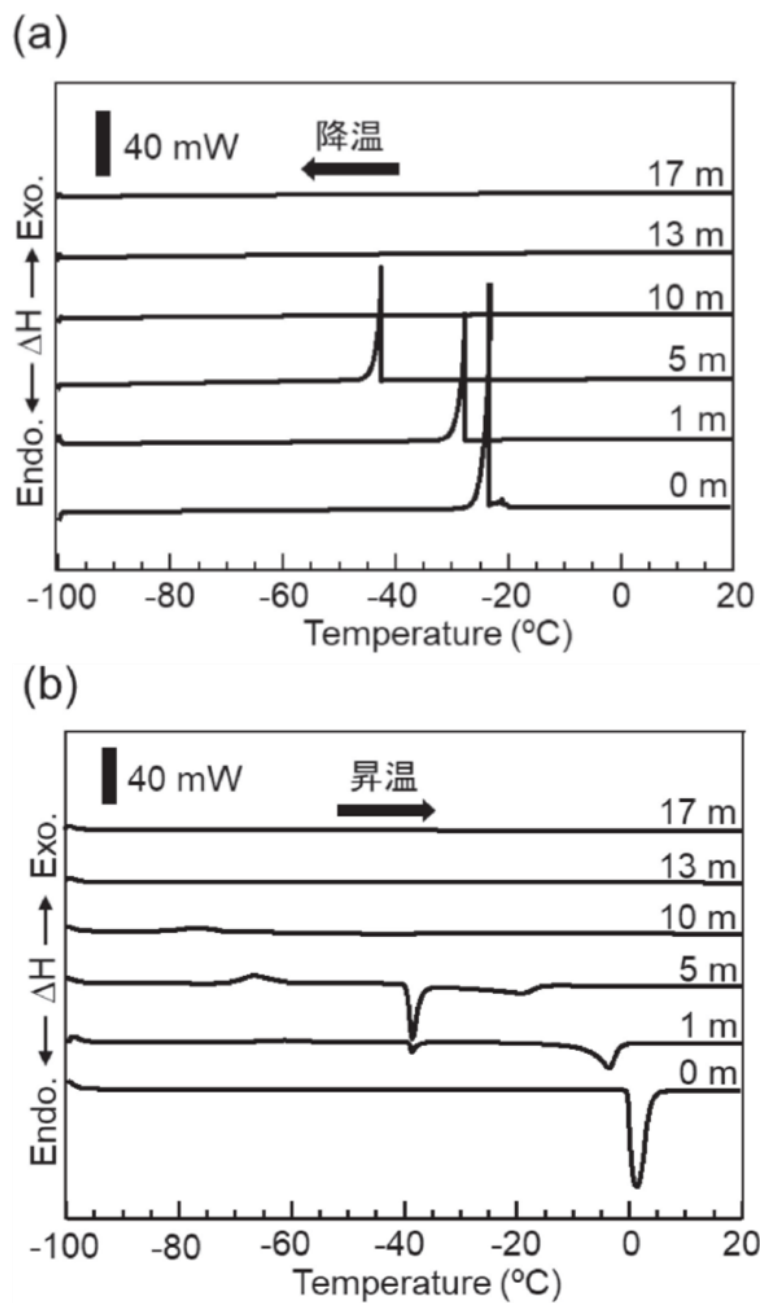 (a)
40 mW
降温
17 m
13 m
10 m
5 m
1 m
0 m
Endo. ← ΔH → Exo.
-100 -80 -60 -40 -20 0 20
Temperature (ºC)
(b)
40 mW
昇温
17 m
13 m
10 m
5 m
1 m
0 m
Endo. ← ΔH → Exo.
-100 -80 -60 -40 -20 0 20
Temperature (ºC)